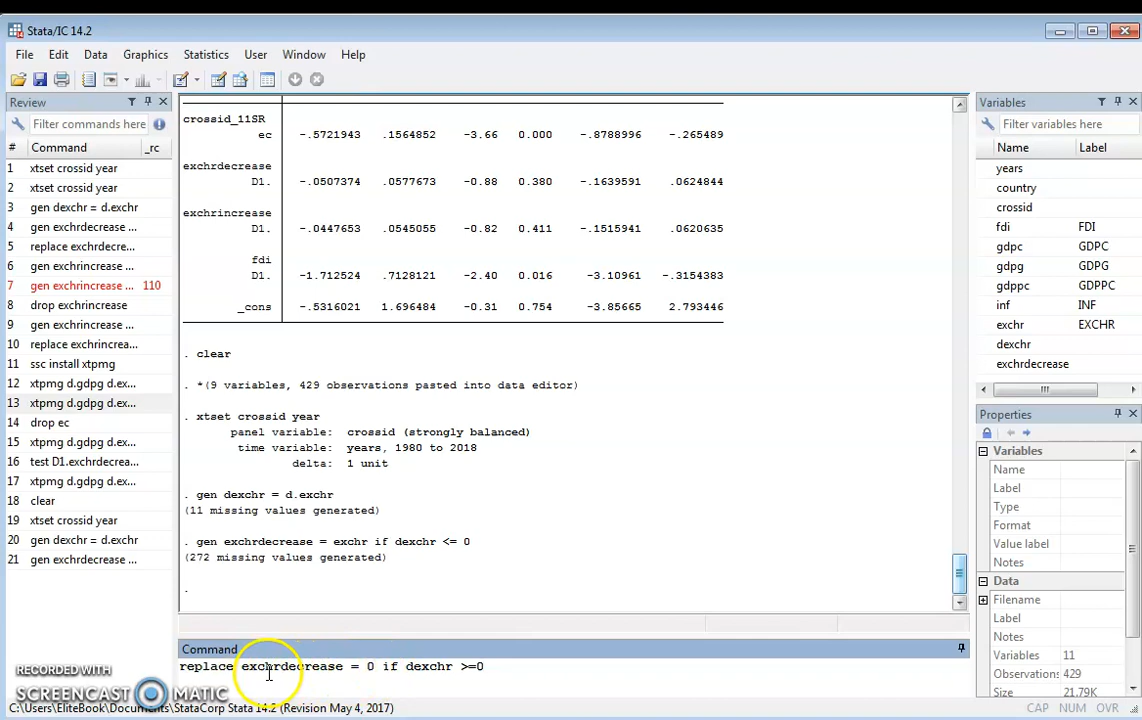 Stata/IC 14.2
File Edit Data Graphics Statistics User Window Help
Review
Filter commands here
# Command _rc
1 xtset crossid year
2 xtset crossid year
3 gen dexchr = d.exchr
4 gen exchrdecrease ...
5 replace exchrdecre...
6 gen exchrincrease ...
7 gen exchrincrease ... 110
8 drop exchrincrease
9 gen exchrincrease ...
10 replace exchrincrea...
11 ssc install xtpmg
12 xtpmg d.gdpg d.ex...
13 xtpmg d.gdpg d.ex...
14 drop ec
15 xtpmg d.gdpg d.ex...
16 test D1.exchrdecrea...
17 xtpmg d.gdpg d.ex...
18 clear
19 xtset crossid year
20 gen dexchr = d.exchr
21 gen exchrdecrease ...
crossid_11SR
ec -.5721943 .1564852 -3.66 0.000 -.8788996 -.265489
exchrdecrease
D1. -.0507374 .0577673 -0.88 0.380 -.1639591 .0624844
exchrincrease
D1. -.0447653 .0545055 -0.82 0.411 -.1515941 .0620635
fdi
D1. -1.712524 .7128121 -2.40 0.016 -3.10961 -.3154383
_cons -.5316021 1.696484 -0.31 0.754 -3.85665 2.793446
. clear
. *(9 variables, 429 observations pasted into data editor)
. xtset crossid year
panel variable: crossid (strongly balanced)
time variable: years, 1980 to 2018
delta: 1 unit
. gen dexchr = d.exchr
(11 missing values generated)
. gen exchrdecrease = exchr if dexchr <= 0
(272 missing values generated)
.
Command
replace exchrdecrease = 0 if dexchr >=0
Variables
Filter variables here
Name Label
years
country
crossid
fdi FDI
gdpc GDPC
gdpg GDPG
gdppc GDPPC
inf INF
exchr EXCHR
dexchr
exchrdecrease
Properties
Variables
Name
Label
Type
Format
Value label
Notes
Data
Filename
Label
Notes
Variables 11
Observations 429
Size 21.79K
RECORDED WITH
SCREENCAST MATIC
C:\Users\EliteBook\Documents\StataCorp Stata 14.2 (Revision May 4, 2017)
CAP NUM OVR